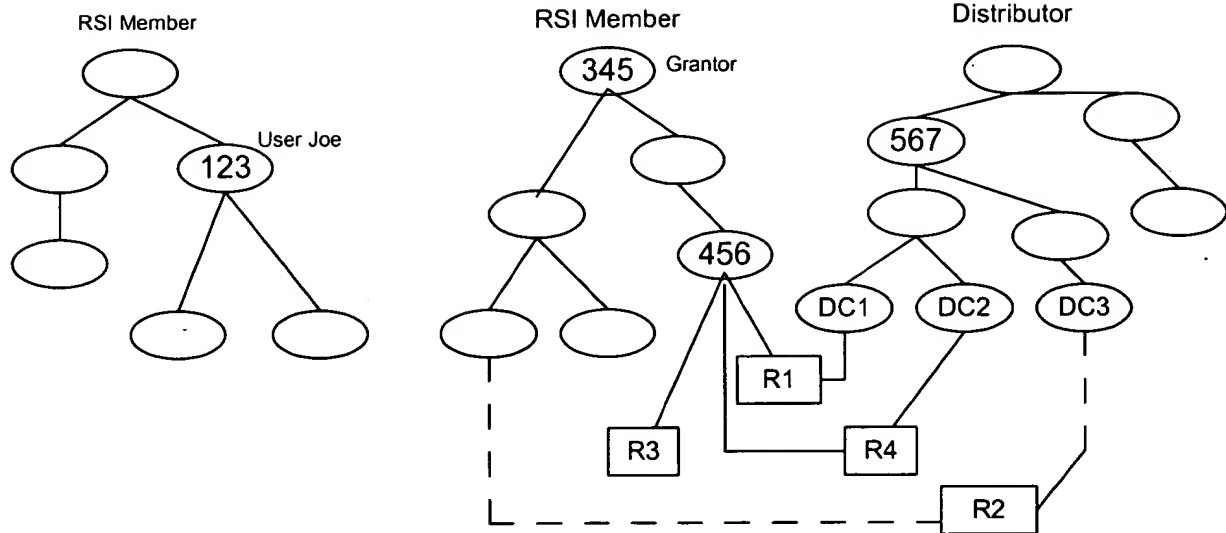 RSI Member
RSI Member
Distributor
345
Grantor
User Joe
123
567
456
DC1
DC2
DC3
R1
R3
R4
R2